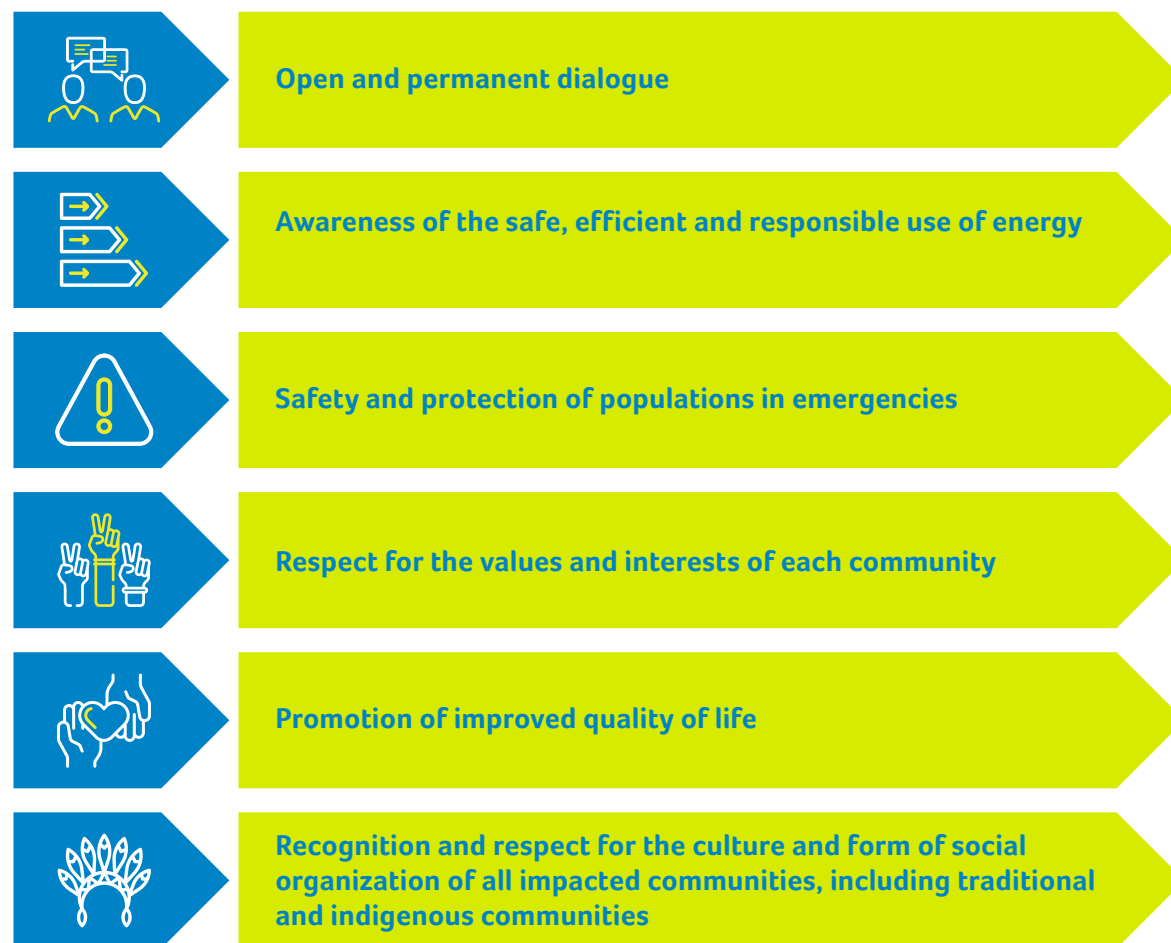 Open and permanent dialogue
Awareness of the safe, efficient and responsible use of energy
Safety and protection of populations in emergencies
Respect for the values and interests of each community
Promotion of improved quality of life
Recognition and respect for the culture and form of social
organization of all impacted communities, including traditional
and indigenous communities